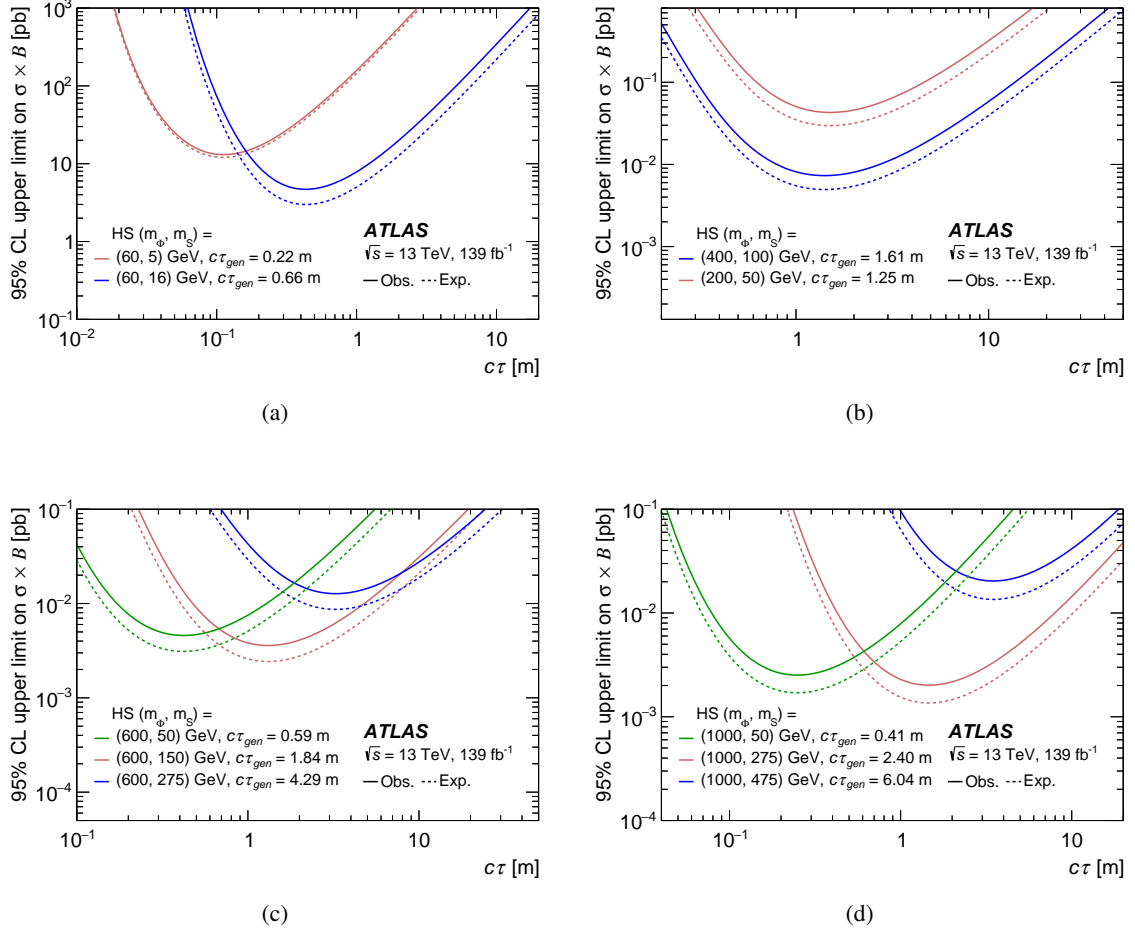 95% CL upper limit on σ × B [pb]
10³
10²
10
1
10⁻¹
HS (m_Φ, m_S) =
(60, 5) GeV, cτ_gen = 0.22 m
(60, 16) GeV, cτ_gen = 0.66 m
ATLAS
√s = 13 TeV, 139 fb⁻¹
Obs. Exp.
10⁻² 10⁻¹ 1 10
cτ [m]
(a)
95% CL upper limit on σ × B [pb]
10⁻¹
10⁻²
10⁻³
HS (m_Φ, m_S) =
(400, 100) GeV, cτ_gen = 1.61 m
(200, 50) GeV, cτ_gen = 1.25 m
ATLAS
√s = 13 TeV, 139 fb⁻¹
Obs. Exp.
1 10
cτ [m]
(b)
95% CL upper limit on σ × B [pb]
10⁻¹
10⁻²
10⁻³
10⁻⁴
HS (m_Φ, m_S) =
(600, 50) GeV, cτ_gen = 0.59 m
(600, 150) GeV, cτ_gen = 1.84 m
(600, 275) GeV, cτ_gen = 4.29 m
ATLAS
√s = 13 TeV, 139 fb⁻¹
Obs. Exp.
10⁻¹ 1 10
cτ [m]
(c)
95% CL upper limit on σ × B [pb]
10⁻¹
10⁻²
10⁻³
10⁻⁴
HS (m_Φ, m_S) =
(1000, 50) GeV, cτ_gen = 0.41 m
(1000, 275) GeV, cτ_gen = 2.40 m
(1000, 475) GeV, cτ_gen = 6.04 m
ATLAS
√s = 13 TeV, 139 fb⁻¹
Obs. Exp.
10⁻¹ 1 10
cτ [m]
(d)